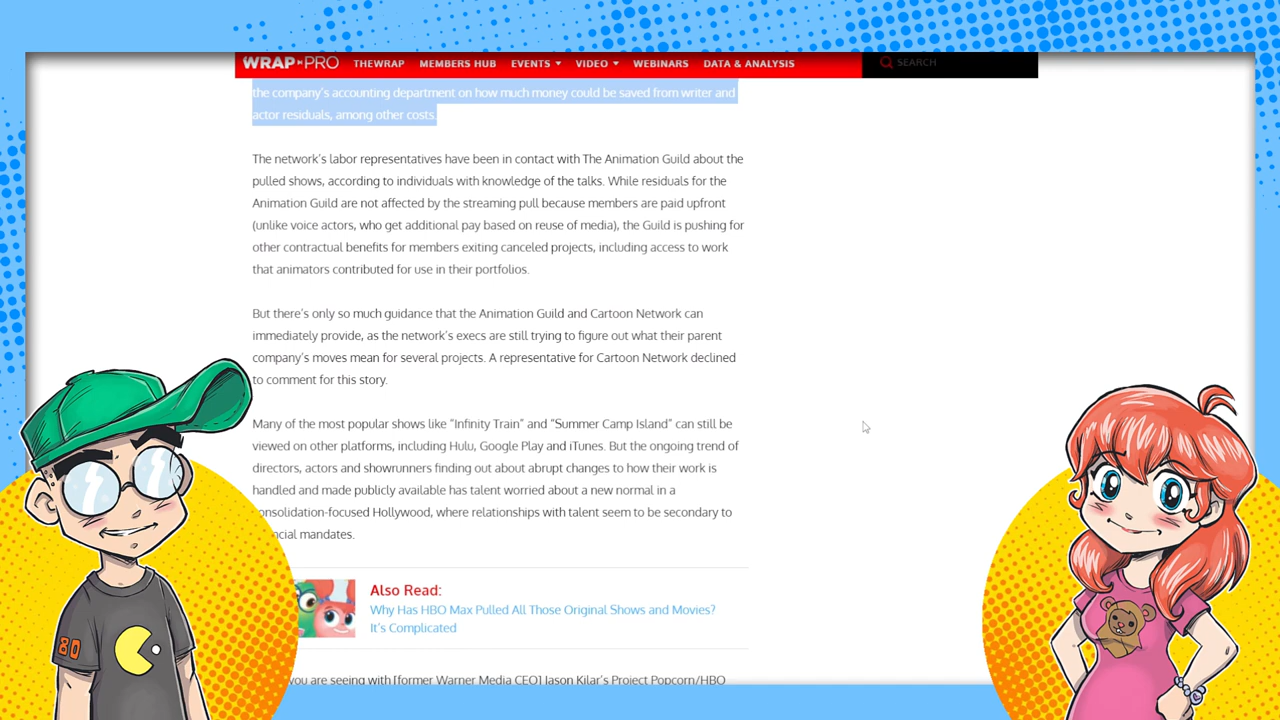 WRAP PRO THEWRAP MEMBERS HUB EVENTS VIDEO WEBINARS DATA & ANALYSIS SEARCH
the company's accounting department on how much money could be saved from writer and
actor residuals, among other costs.
The network's labor representatives have been in contact with The Animation Guild about the
pulled shows, according to individuals with knowledge of the talks. While residuals for the
Animation Guild are not affected by the streaming pull because members are paid upfront
(unlike voice actors, who get additional pay based on reuse of media), the Guild is pushing for
other contractual benefits for members exiting canceled projects, including access to work
that animators contributed for use in their portfolios.
But there's only so much guidance that the Animation Guild and Cartoon Network can
immediately provide, as the network's execs are still trying to figure out what their parent
company's moves mean for several projects. A representative for Cartoon Network declined
to comment for this story.
Many of the most popular shows like "Infinity Train" and "Summer Camp Island" can still be
viewed on other platforms, including Hulu, Google Play and iTunes. But the ongoing trend of
directors, actors and showrunners finding out about abrupt changes to how their work is
handled and made publicly available has talent worried about a new normal in a
consolidation-focused Hollywood, where relationships with talent seem to be secondary to
mandates.
Also Read:
Why Has HBO Max Pulled All Those Original Shows and Movies?
It's Complicated
you are seeing with [former Warner Media CEO] Jason Kilar's Project Popcorn/HBO
80